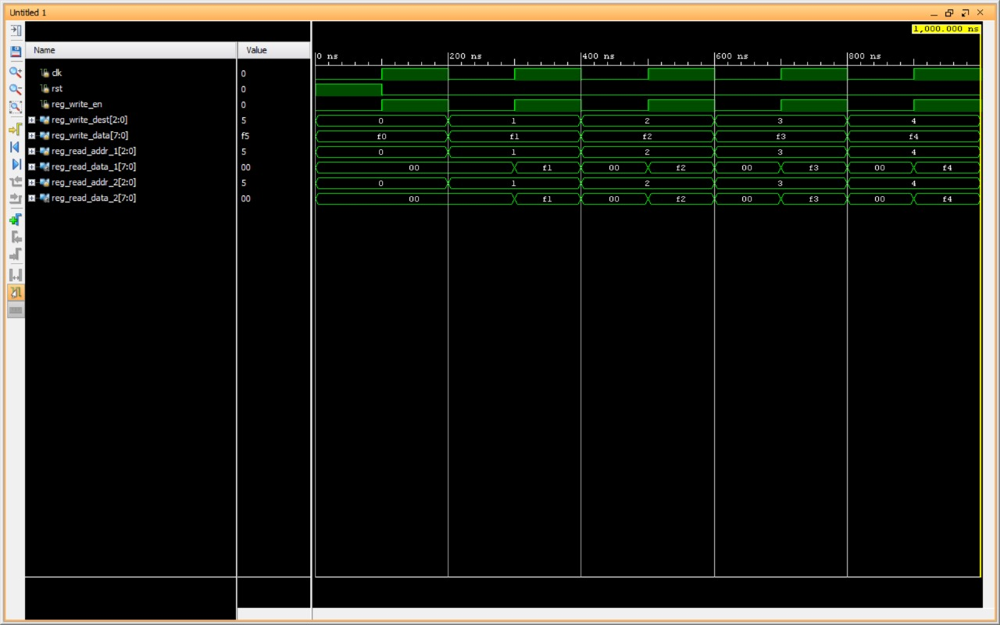 Untitled 1
1,000.000 ns
Name Value
0 ns 200 ns 400 ns 600 ns 800 ns
clk 0
rst 0
reg_write_en 0
reg_write_dest[2:0] 5 0 1 2 3 4
reg_write_data[7:0] f5 f0 f1 f2 f3 f4
reg_read_addr_1[2:0] 5 0 1 2 3 4
reg_read_data_1[7:0] 00 00 f1 00 f2 00 f3 00 f4
reg_read_addr_2[2:0] 5 0 1 2 3 4
reg_read_data_2[7:0] 00 00 f1 00 f2 00 f3 00 f4